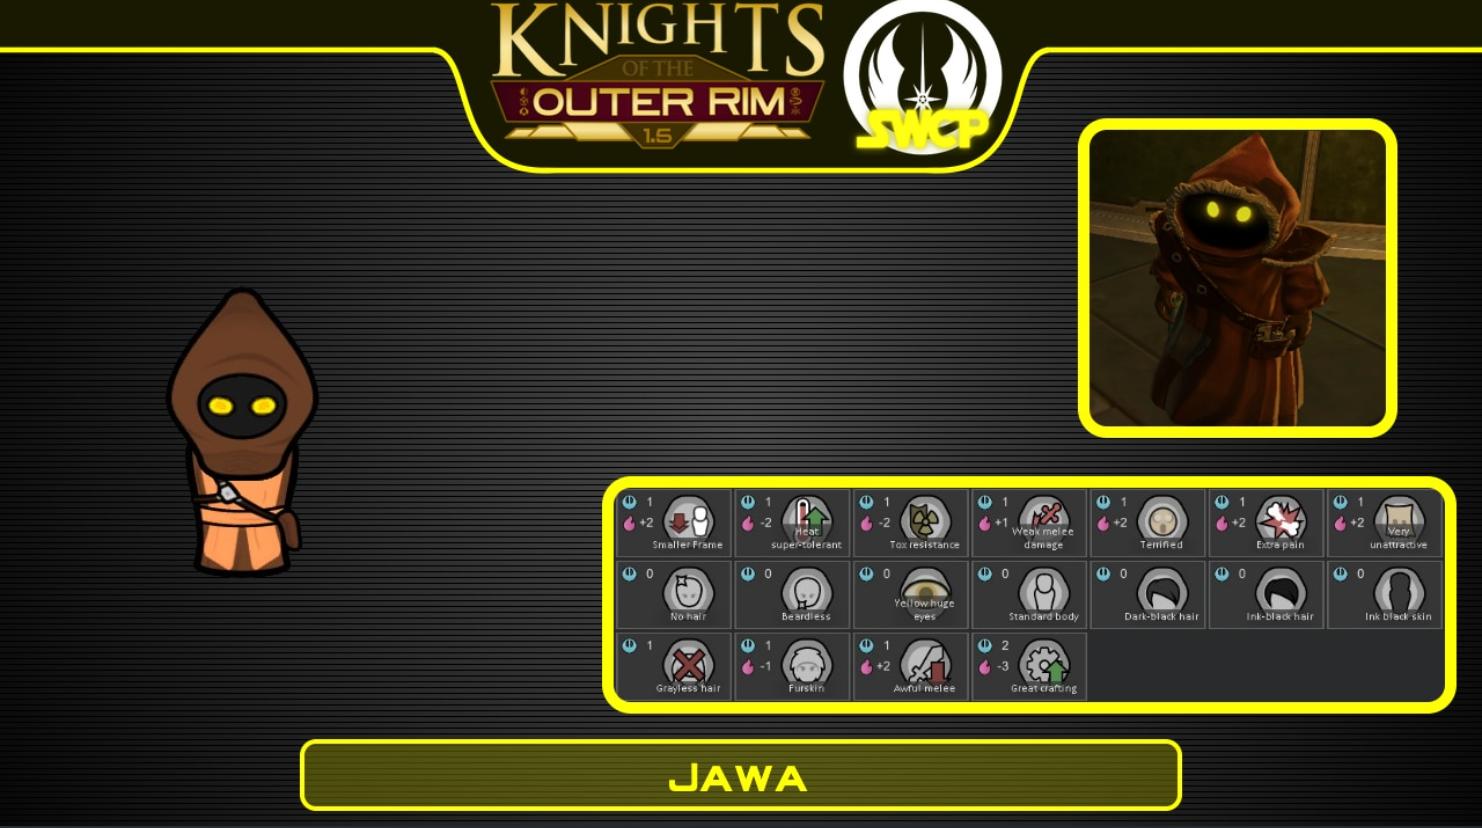 KNIGHTS
OF THE
OUTER RIM
1.5
SWCP
1
+2
Smaller Frame
1
-2
Heat
super-tolerant
1
-2
Tox resistance
1
+1
Weak melee
damage
1
+2
Terrified
1
+2
Extra pain
1
+2
Very
unattractive
0
No hair
0
Beardless
0
Yellow huge
eyes
0
Standard body
0
Dark-black hair
0
Ink-black hair
0
Ink black skin
1
Grayless hair
1
-1
Furskin
1
+2
Awful melee
2
-3
Great crafting
JAWA